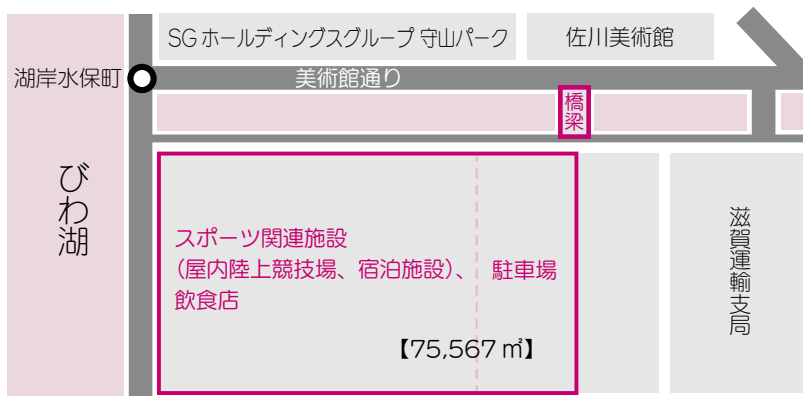 SGホールディングスグループ 守山パーク
佐川美術館
湖岸水保町
美術館通り
橋梁
びわ湖
スポーツ関連施設
（屋内陸上競技場、宿泊施設）、
飲食店
駐車場
【75,567 ㎡】
滋賀運輸支局